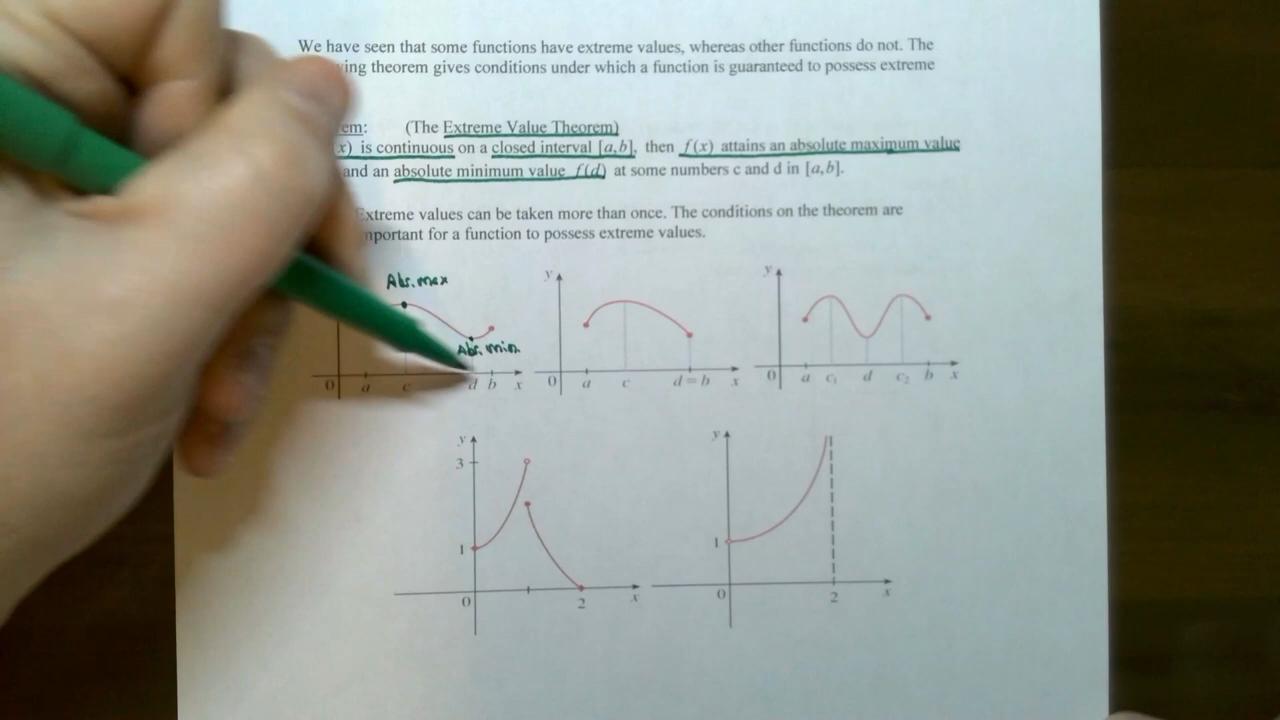 We have seen that some functions have extreme values, whereas other functions do not. The
ving theorem gives conditions under which a function is guaranteed to possess extreme
em: (The Extreme Value Theorem)
x) is continuous on a closed interval [a,b], then f(x) attains an absolute maximum value
and an absolute minimum value f(d) at some numbers c and d in [a,b].
Extreme values can be taken more than once. The conditions on the theorem are
mportant for a function to possess extreme values.
Abs. max
Abs. min.
0 a c d b x
y
0 a c d = b x
y
0 a c₁ d c₂ b x
y
3
1
0 2 x
y
1
0 2 x